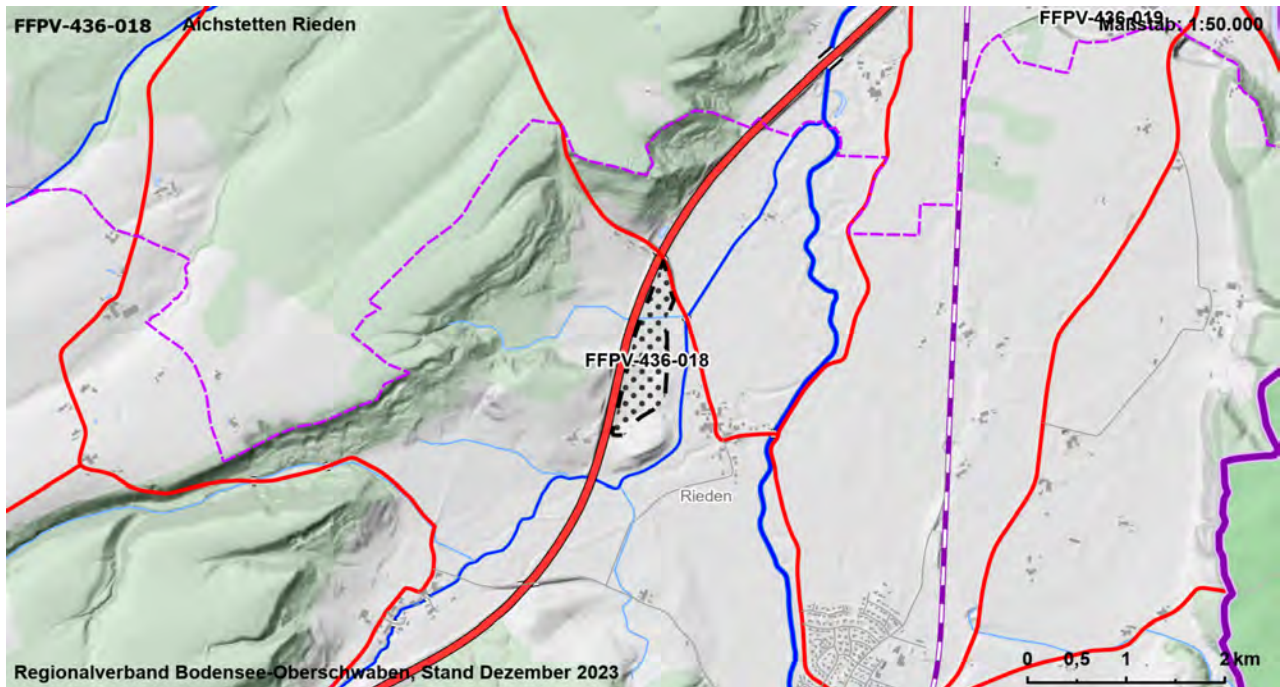 FFPV-436-018 Aichstetten Rieden
FFPV-436-019
Maßstab: 1:50.000
FFPV-436-018
Rieden
0 0,5 1 2 km
Regionalverband Bodensee-Oberschwaben, Stand Dezember 2023